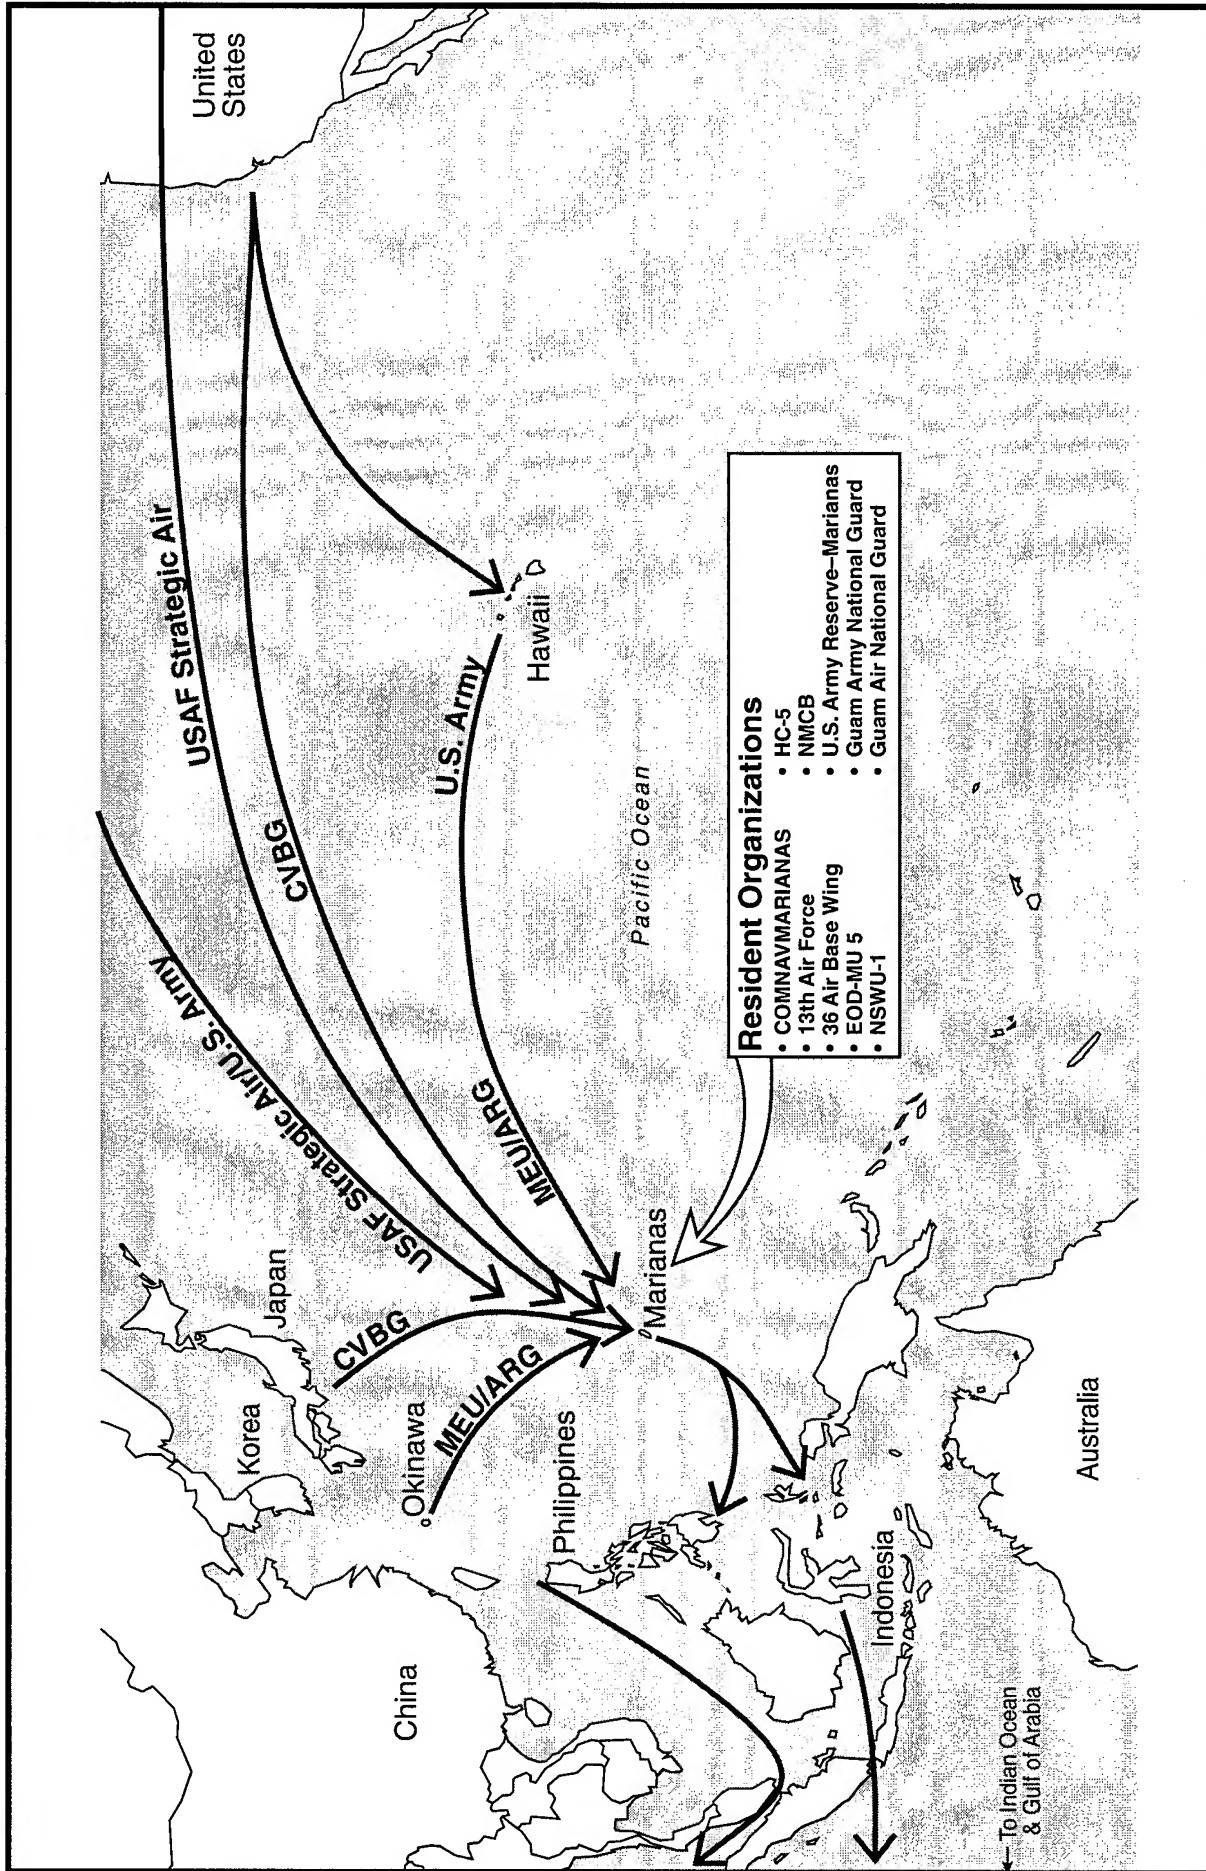 United
States
USAF Strategic Air
CVBG
USAF Strategic Air/U.S. Army
U.S. Army
Hawaii
MEU/ARG
Japan
Korea
CVBG
Okinawa
MEU/ARG
China
Philippines
Marianas
Pacific Ocean
Resident Organizations
• COMNAVMARIANAS
• 13th Air Force
• 36 Air Base Wing
• EOD-MU 5
• NSWU-1
• HC-5
• NMCB
• U.S. Army Reserve–Marianas
• Guam Army National Guard
• Guam Air National Guard
Indonesia
Australia
← To Indian Ocean
& Gulf of Arabia